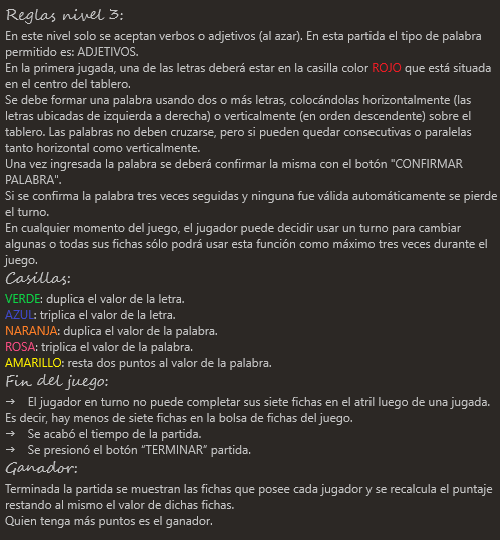 Reglas nivel 3:
En este nivel solo se aceptan verbos o adjetivos (al azar). En esta partida el tipo de palabra
permitido es: ADJETIVOS.
En la primera jugada, una de las letras deberá estar en la casilla color ROJO que está situada
en el centro del tablero.
Se debe formar una palabra usando dos o más letras, colocándolas horizontalmente (las
letras ubicadas de izquierda a derecha) o verticalmente (en orden descendente) sobre el
tablero. Las palabras no deben cruzarse, pero si pueden quedar consecutivas o paralelas
tanto horizontal como verticalmente.
Una vez ingresada la palabra se deberá confirmar la misma con el botón "CONFIRMAR
PALABRA".
Si se confirma la palabra tres veces seguidas y ninguna fue válida automáticamente se pierde
el turno.
En cualquier momento del juego, el jugador puede decidir usar un turno para cambiar
algunas o todas sus fichas sólo podrá usar esta función como máximo tres veces durante el
juego.
Casillas:
VERDE: duplica el valor de la letra.
AZUL: triplica el valor de la letra.
NARANJA: duplica el valor de la palabra.
ROSA: triplica el valor de la palabra.
AMARILLO: resta dos puntos al valor de la palabra.
Fin del juego:
→ El jugador en turno no puede completar sus siete fichas en el atril luego de una jugada.
Es decir, hay menos de siete fichas en la bolsa de fichas del juego.
→ Se acabó el tiempo de la partida.
→ Se presionó el botón “TERMINAR” partida.
Ganador:
Terminada la partida se muestran las fichas que posee cada jugador y se recalcula el puntaje
restando al mismo el valor de dichas fichas.
Quien tenga más puntos es el ganador.